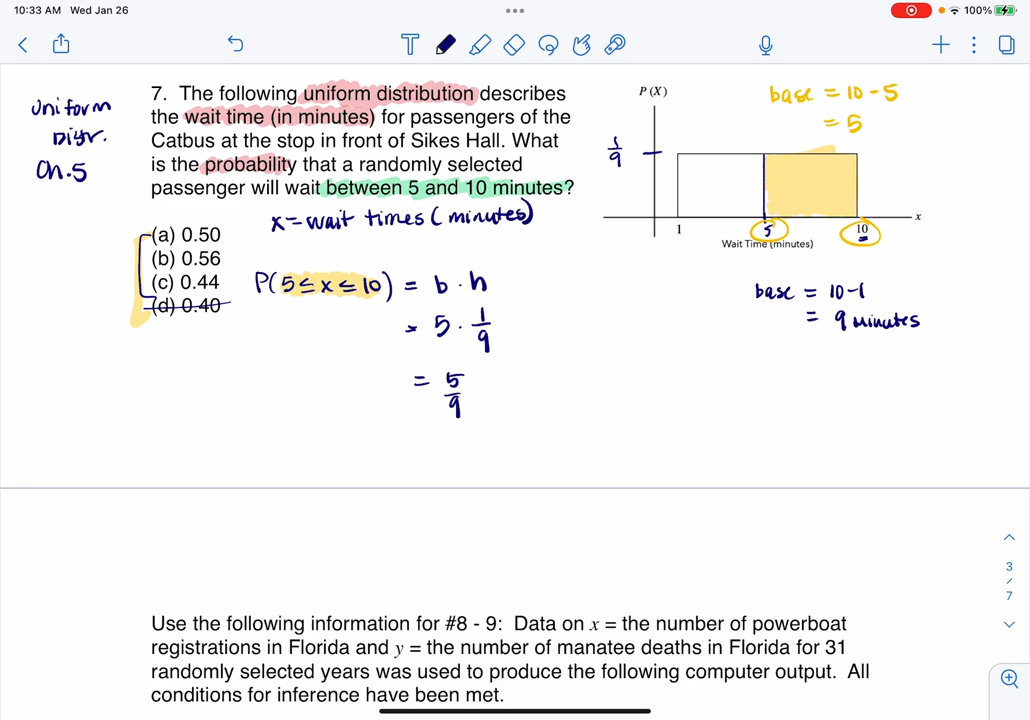 10:33 AM Wed Jan 26
100%
Uniform
Distr.
Ch.5
7. The following uniform distribution describes
the wait time (in minutes) for passengers of the
Catbus at the stop in front of Sikes Hall. What
is the probability that a randomly selected
passenger will wait between 5 and 10 minutes?
x = wait times (minutes)
(a) 0.50
(b) 0.56
(c) 0.44
(d) 0.40
P(5 ≤ x ≤ 10) = b · h
= 5 · 1/9
= 5/9
P (X)
base = 10 - 5
= 5
1/9
1
5
10
x
Wait Time (minutes)
base = 10-1
= 9 minutes
3
/
7
Use the following information for #8 - 9: Data on x = the number of powerboat
registrations in Florida and y = the number of manatee deaths in Florida for 31
randomly selected years was used to produce the following computer output. All
conditions for inference have been met.